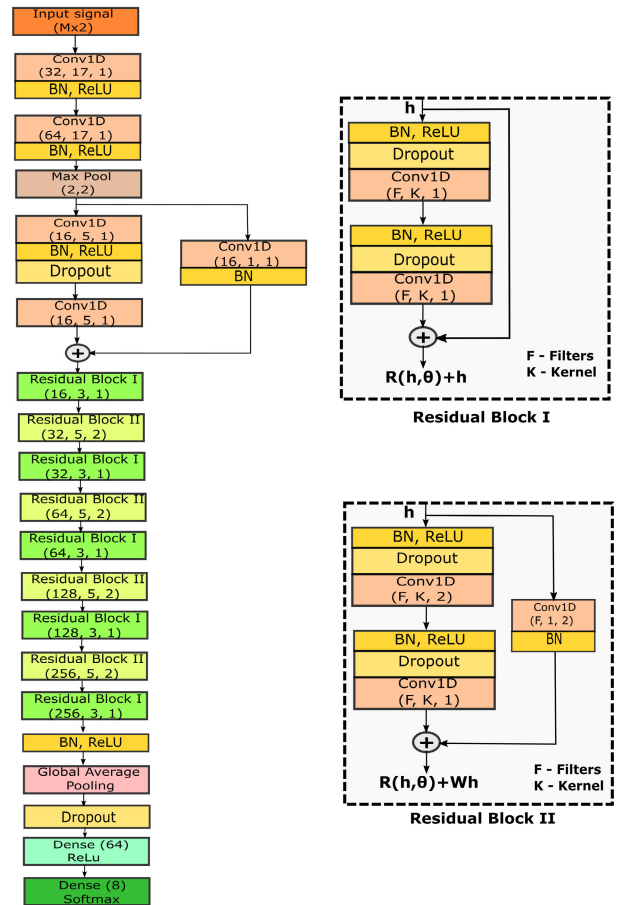 Input signal
(Mx2)
Conv1D
(32, 17, 1)
BN, ReLU
Conv1D
(64, 17, 1)
BN, ReLU
Max Pool
(2,2)
Conv1D
(16, 5, 1)
BN, ReLU
Dropout
Conv1D
(16, 5, 1)
Conv1D
(16, 1, 1)
BN
+
Residual Block I
(16, 3, 1)
Residual Block II
(32, 5, 2)
Residual Block I
(32, 3, 1)
Residual Block II
(64, 5, 2)
Residual Block I
(64, 3, 1)
Residual Block II
(128, 5, 2)
Residual Block I
(128, 3, 1)
Residual Block II
(256, 5, 2)
Residual Block I
(256, 3, 1)
BN, ReLU
Global Average
Pooling
Dropout
Dense (64)
ReLu
Dense (8)
Softmax
h
BN, ReLU
Dropout
Conv1D
(F, K, 1)
BN, ReLU
Dropout
Conv1D
(F, K, 1)
+
R(h,θ)+h
F - Filters
K - Kernel
Residual Block I
h
BN, ReLU
Dropout
Conv1D
(F, K, 2)
BN, ReLU
Dropout
Conv1D
(F, K, 1)
Conv1D
(F, 1, 2)
BN
+
R(h,θ)+Wh
F - Filters
K - Kernel
Residual Block II